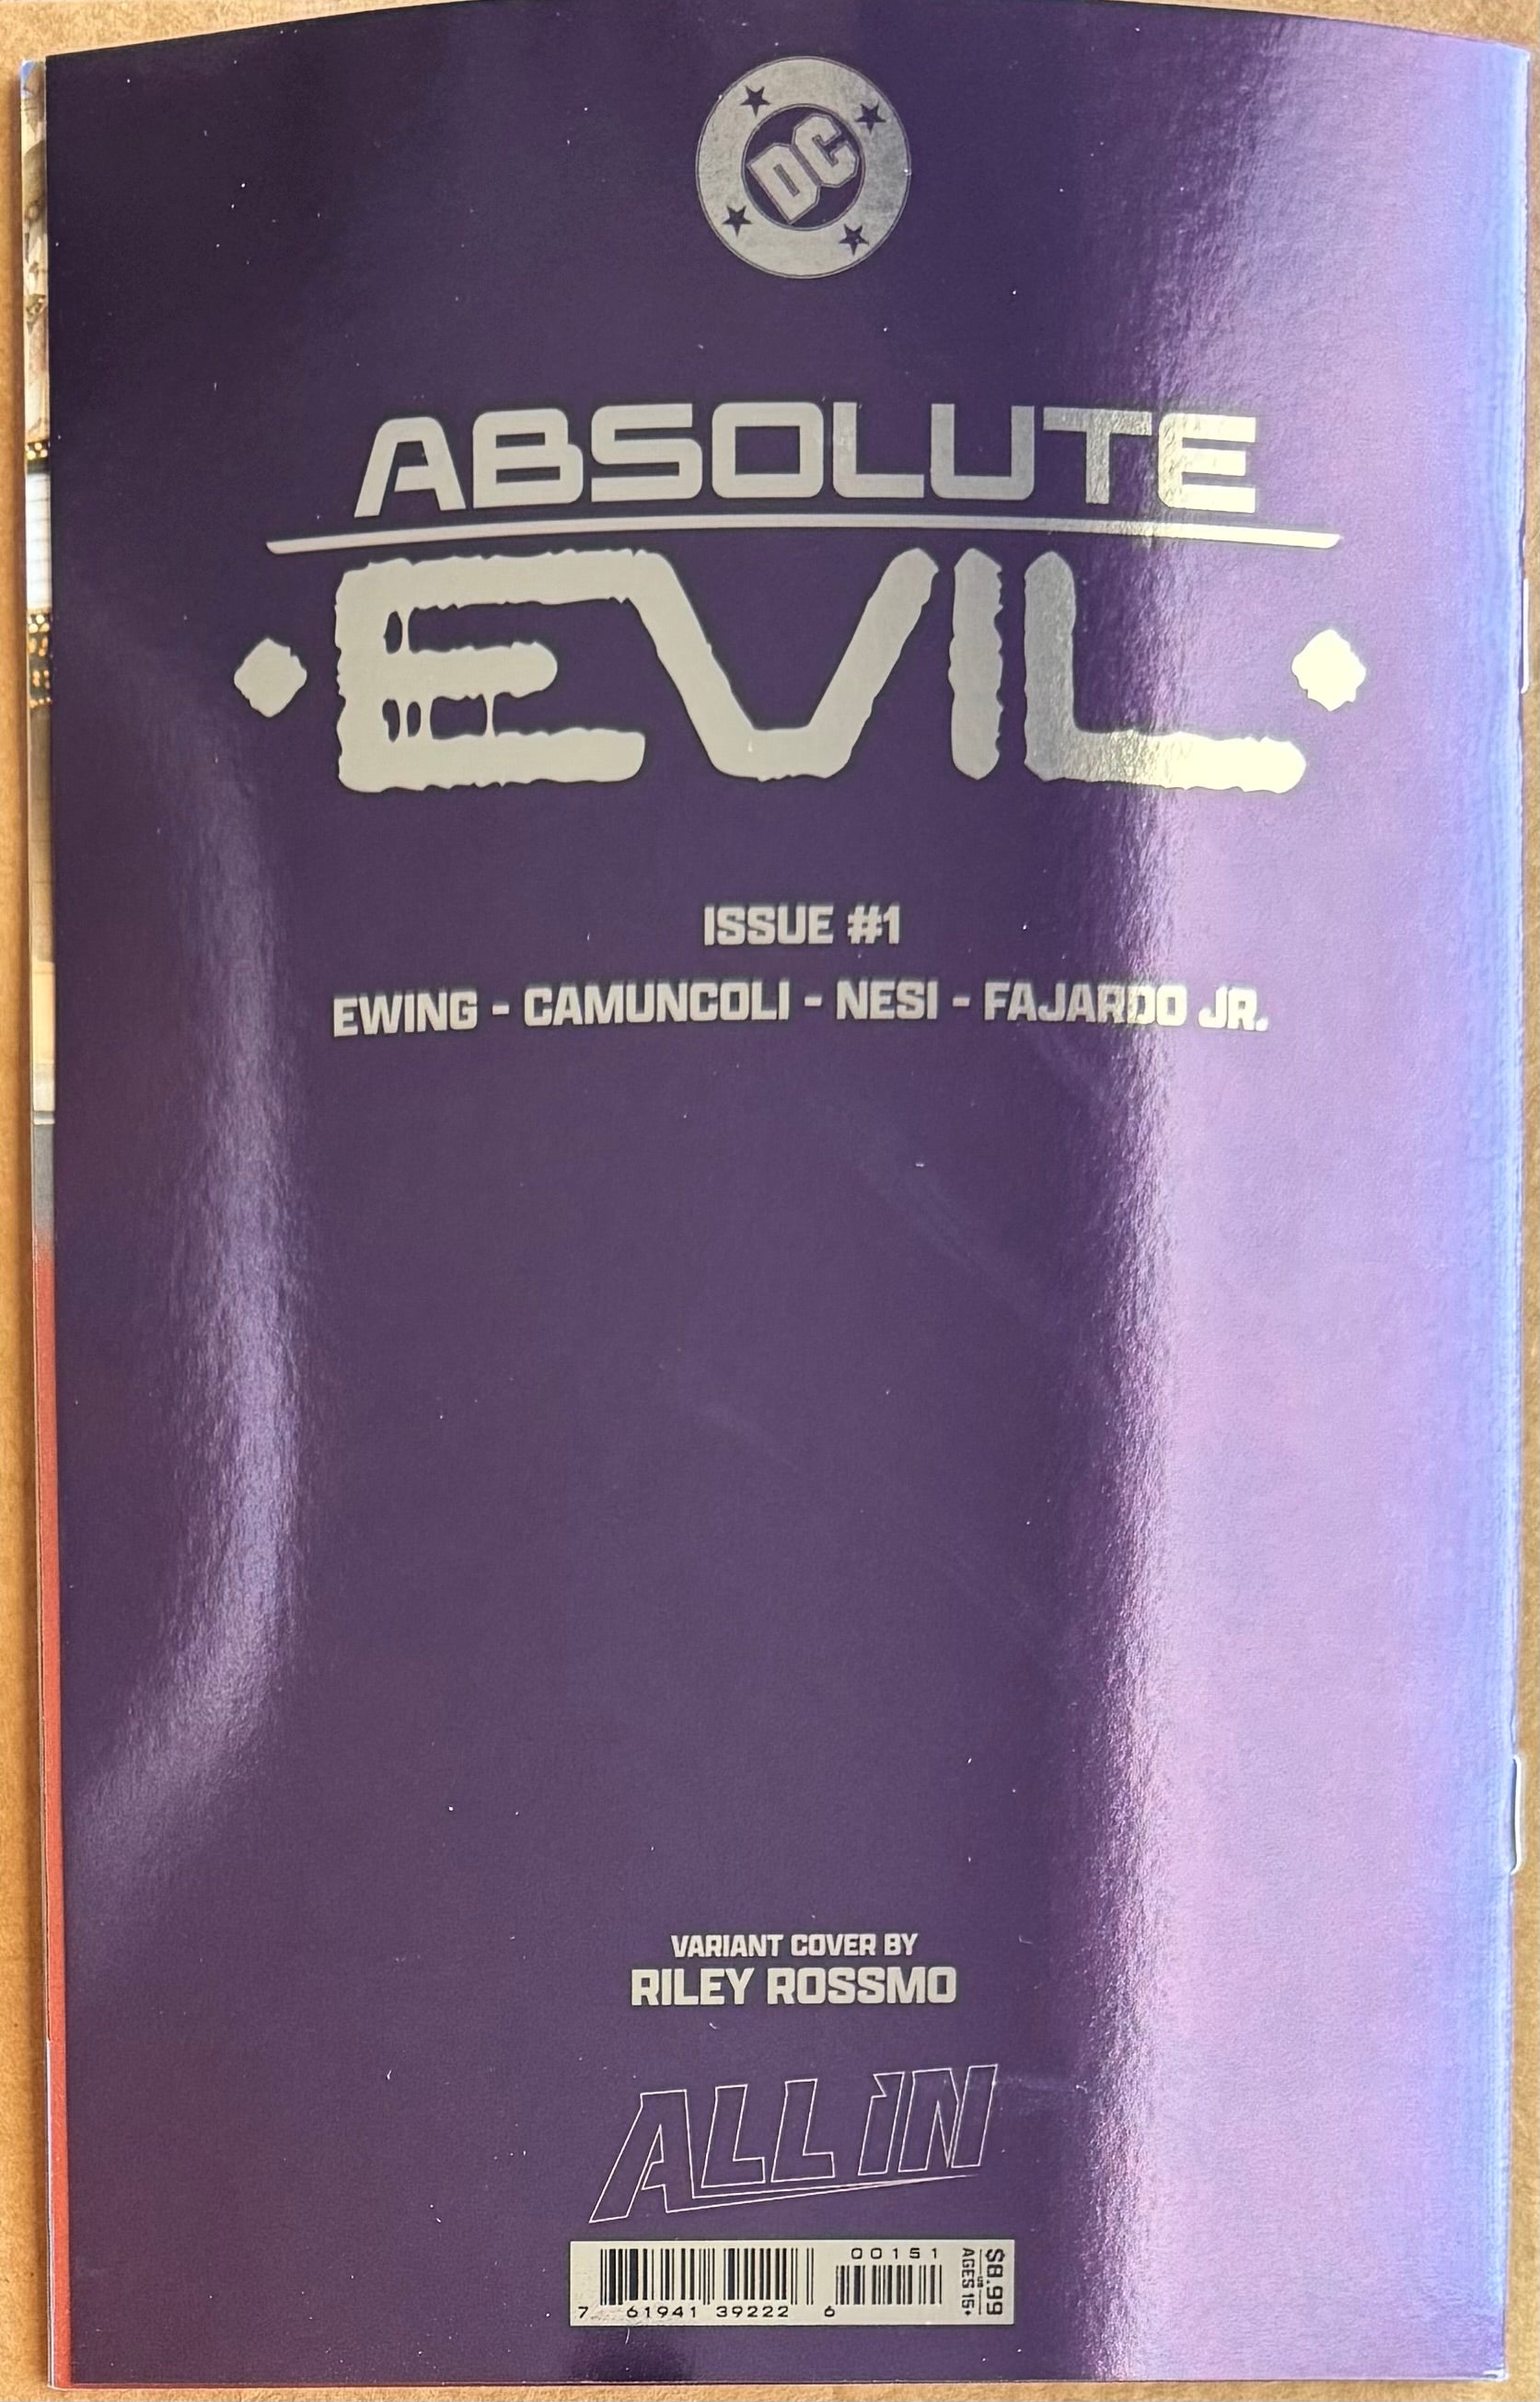 DC
ABSOLUTE
EVIL
ISSUE #1
EWING - CAMUNCOLI - NESI - FAJARDO JR.
VARIANT COVER BY
RILEY ROSSMO
ALL IN
00151
7 61941 39222 6
$8.99
US
AGES 15+